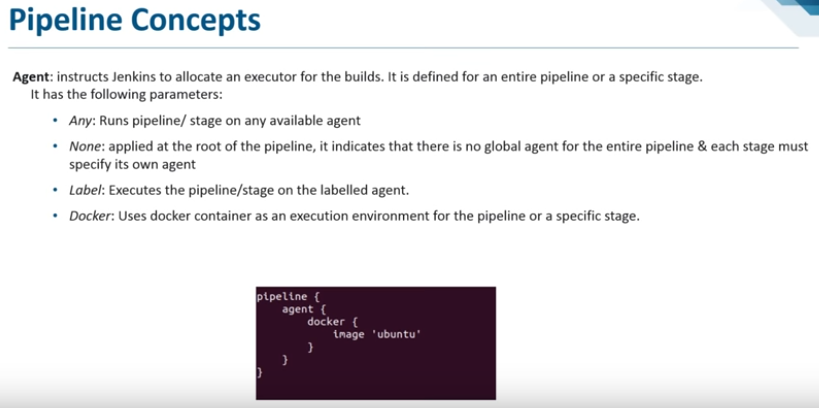 Pipeline Concepts
Agent: instructs Jenkins to allocate an executor for the builds. It is defined for an entire pipeline or a specific stage.
It has the following parameters:
• Any: Runs pipeline/ stage on any available agent
• None: applied at the root of the pipeline, it indicates that there is no global agent for the entire pipeline & each stage must
specify its own agent
• Label: Executes the pipeline/stage on the labelled agent.
• Docker: Uses docker container as an execution environment for the pipeline or a specific stage.
pipeline {
    agent {
        docker {
            image 'ubuntu'
        }
    }
}